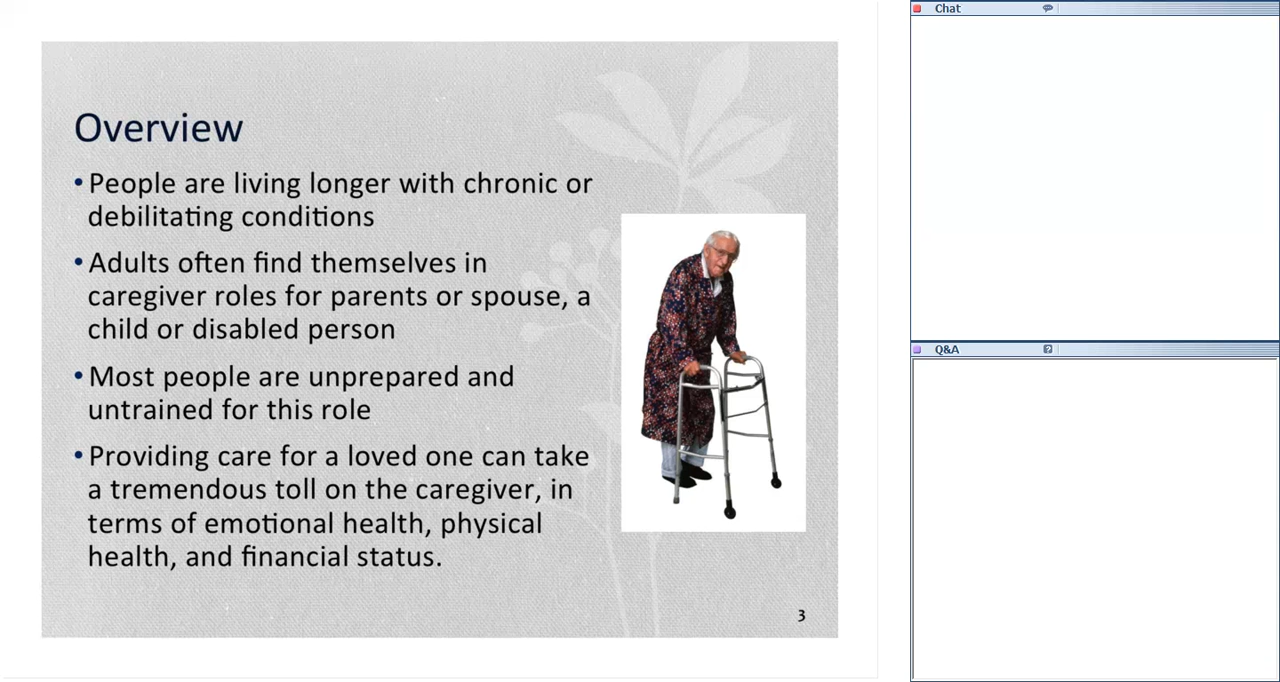 Overview
•People are living longer with chronic or
debilitating conditions
•Adults often find themselves in
caregiver roles for parents or spouse, a
child or disabled person
•Most people are unprepared and
untrained for this role
•Providing care for a loved one can take
a tremendous toll on the caregiver, in
terms of emotional health, physical
health, and financial status.
3
Chat
Q&A